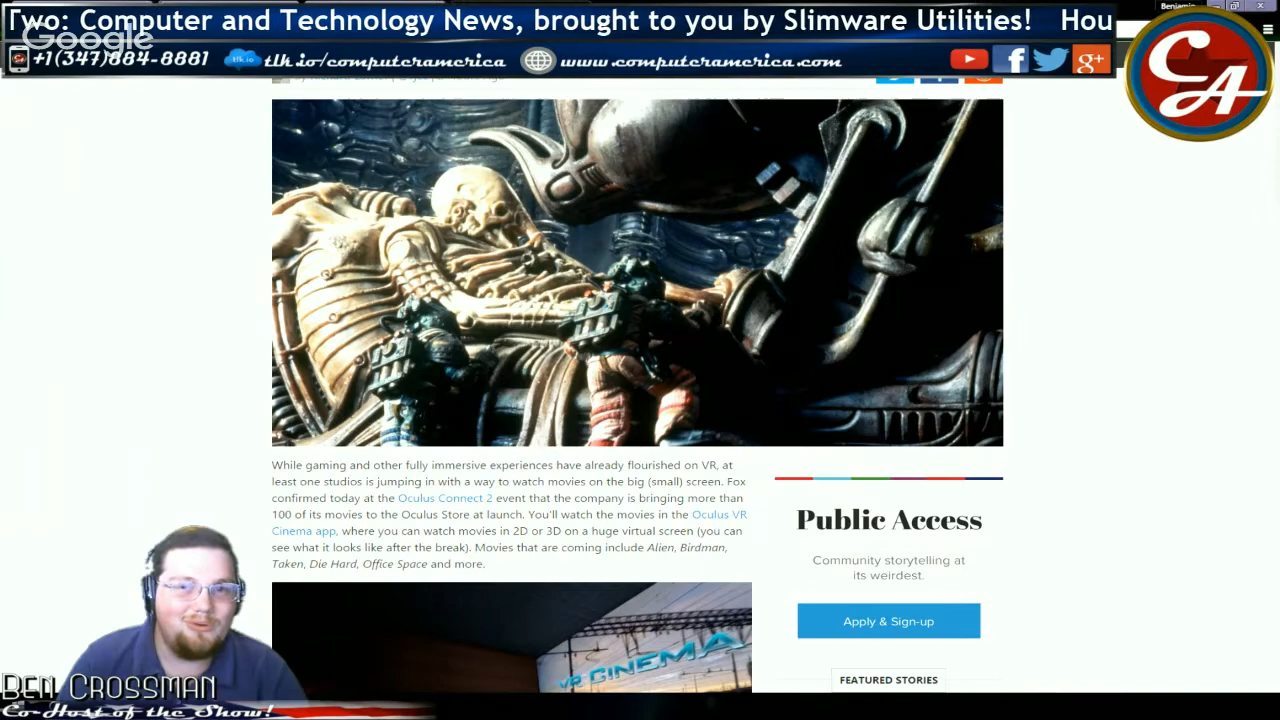 Two: Computer and Technology News, brought to you by Slimware Utilities! Hou
Benjamin
Google
+1(347)884-8881 tlk.io tlk.io/computeramerica www.computeramerica.com
g+
CA
While gaming and other fully immersive experiences have already flourished on VR, at
least one studios is jumping in with a way to watch movies on the big (small) screen. Fox
confirmed today at the Oculus Connect 2 event that the company is bringing more than
100 of its movies to the Oculus Store at launch. You'll watch the movies in the Oculus VR
Cinema app, where you can watch movies in 2D or 3D on a huge virtual screen (you can
see what it looks like after the break). Movies that are coming include Alien, Birdman,
Taken, Die Hard, Office Space and more.
VR CINEMA
Public Access
Community storytelling at
its weirdest.
Apply & Sign-up
FEATURED STORIES
BEN CROSSMAN
Co-Host of the Show!